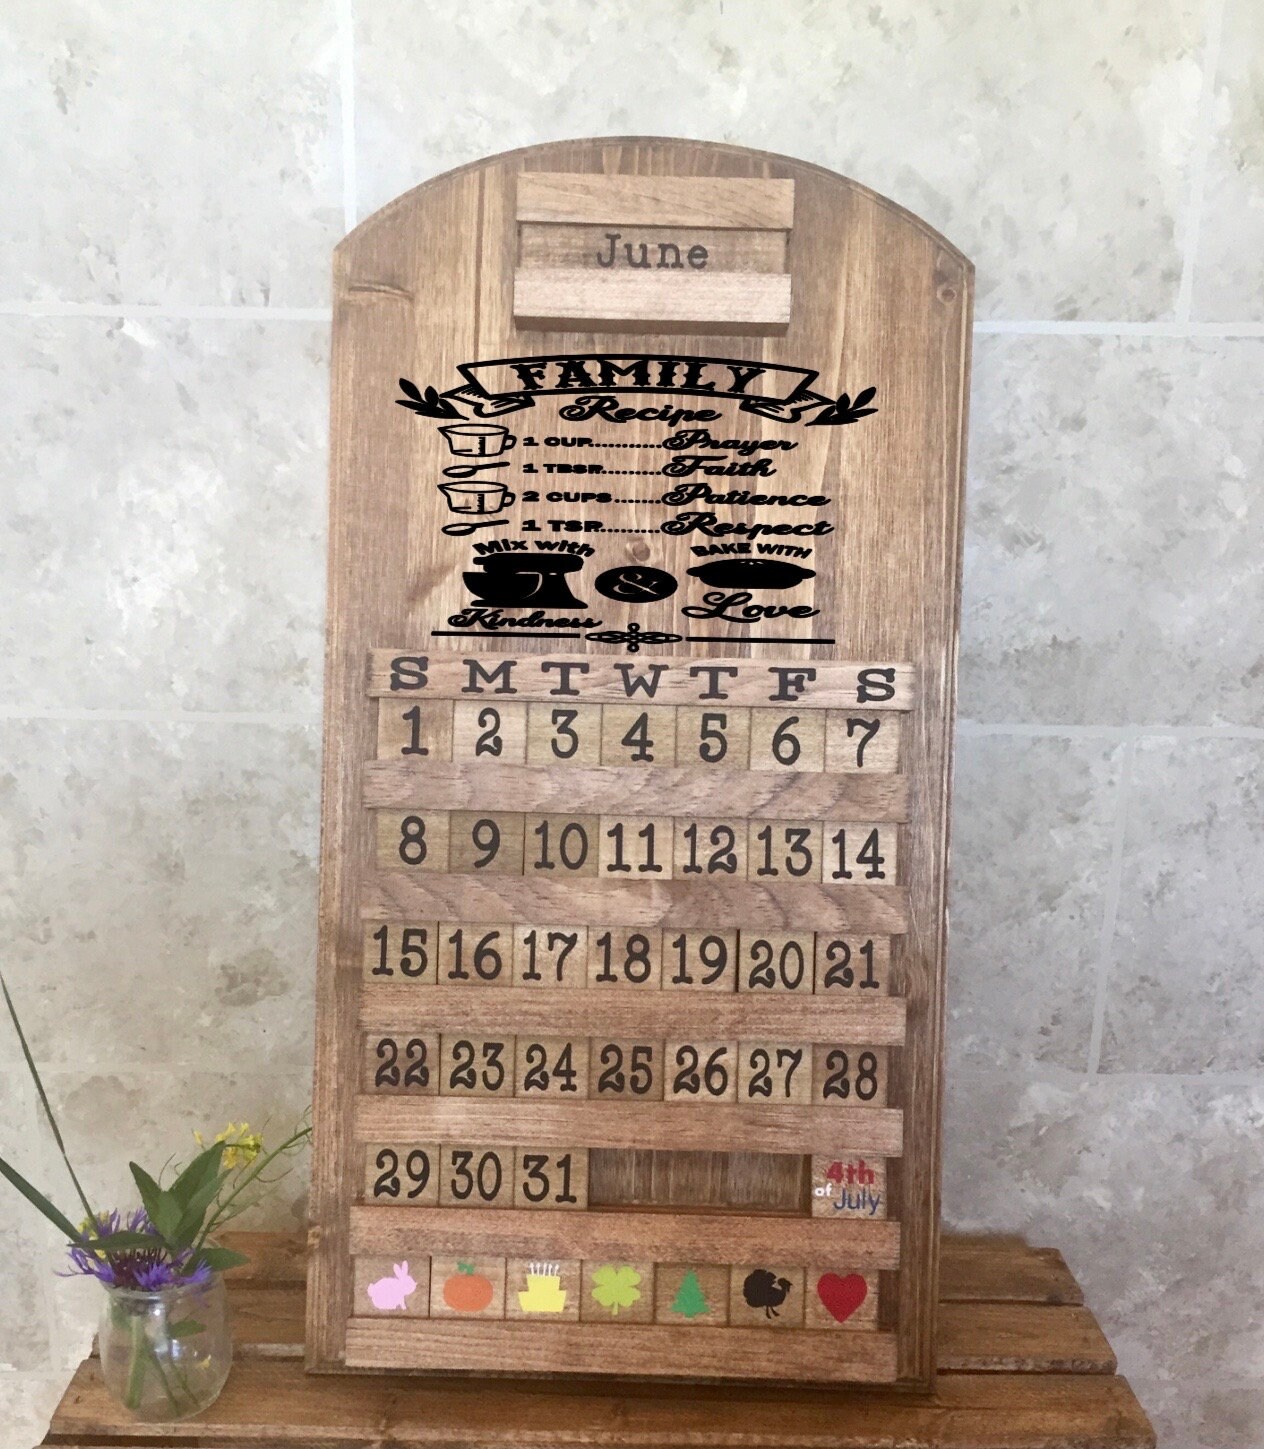 June
FAMILY
Recipe
1 CUP...........Prayer
1 TBSP..........Faith
2 CUPS.......Patience
1 TSP..........Respect
Mix with BAKE WITH
&
Kindness Love
S M T W T F S
1 2 3 4 5 6 7
8 9 10 11 12 13 14
15 16 17 18 19 20 21
22 23 24 25 26 27 28
29 30 31 4th
of July